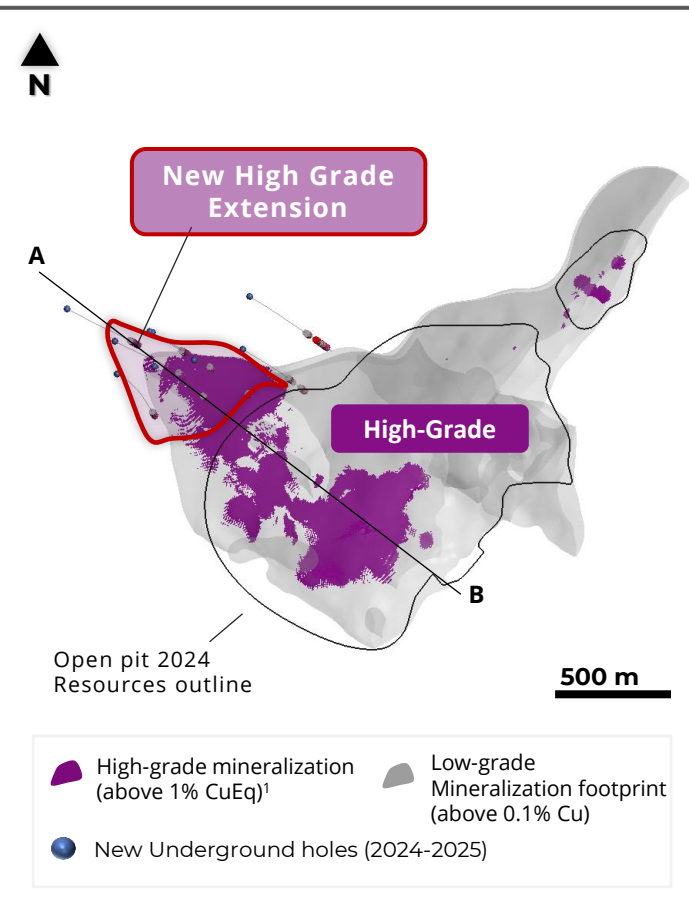 N
New High Grade
Extension
A
High-Grade
B
Open pit 2024
Resources outline
500 m
High-grade mineralization
(above 1% CuEq)¹
Low-grade
Mineralization footprint
(above 0.1% Cu)
New Underground holes (2024-2025)